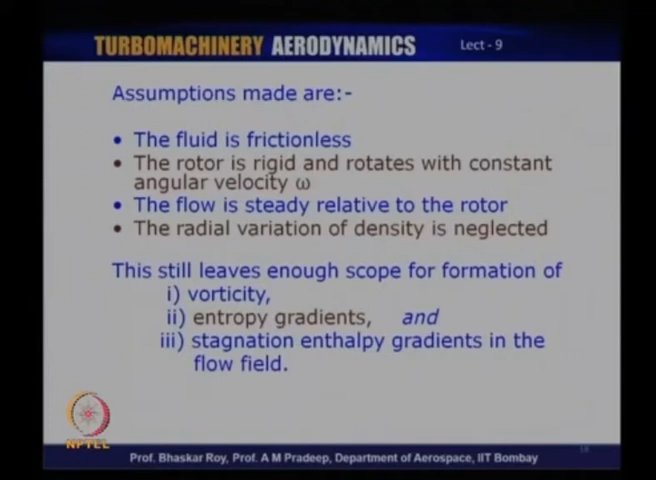 TURBOMACHINERY AERODYNAMICS Lect - 9
Assumptions made are:-
• The fluid is frictionless
• The rotor is rigid and rotates with constant
angular velocity ω
• The flow is steady relative to the rotor
• The radial variation of density is neglected
This still leaves enough scope for formation of
i) vorticity,
ii) entropy gradients, and
iii) stagnation enthalpy gradients in the
flow field.
NPTEL
Prof. Bhaskar Roy, Prof. A M Pradeep, Department of Aerospace, IIT Bombay